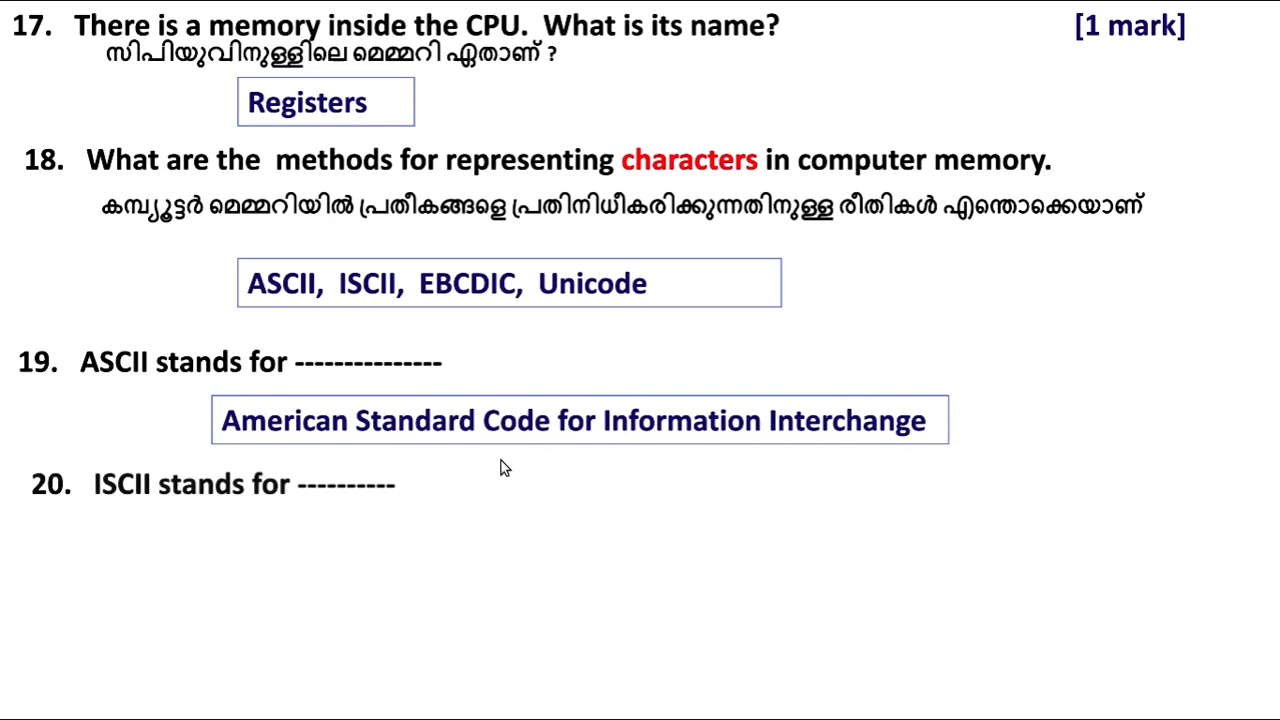 17. There is a memory inside the CPU. What is its name? [1 mark]
സിപിയുവിനുള്ളിലെ മെമ്മറി ഏതാണ് ?
Registers
18. What are the methods for representing characters in computer memory.
കമ്പ്യൂട്ടർ മെമ്മറിയിൽ പ്രതീകങ്ങളെ പ്രതിനിധീകരിക്കുന്നതിനുള്ള രീതികൾ എന്തൊക്കെയാണ്
ASCII, ISCII, EBCDIC, Unicode
19. ASCII stands for ---------------
American Standard Code for Information Interchange
20. ISCII stands for ----------